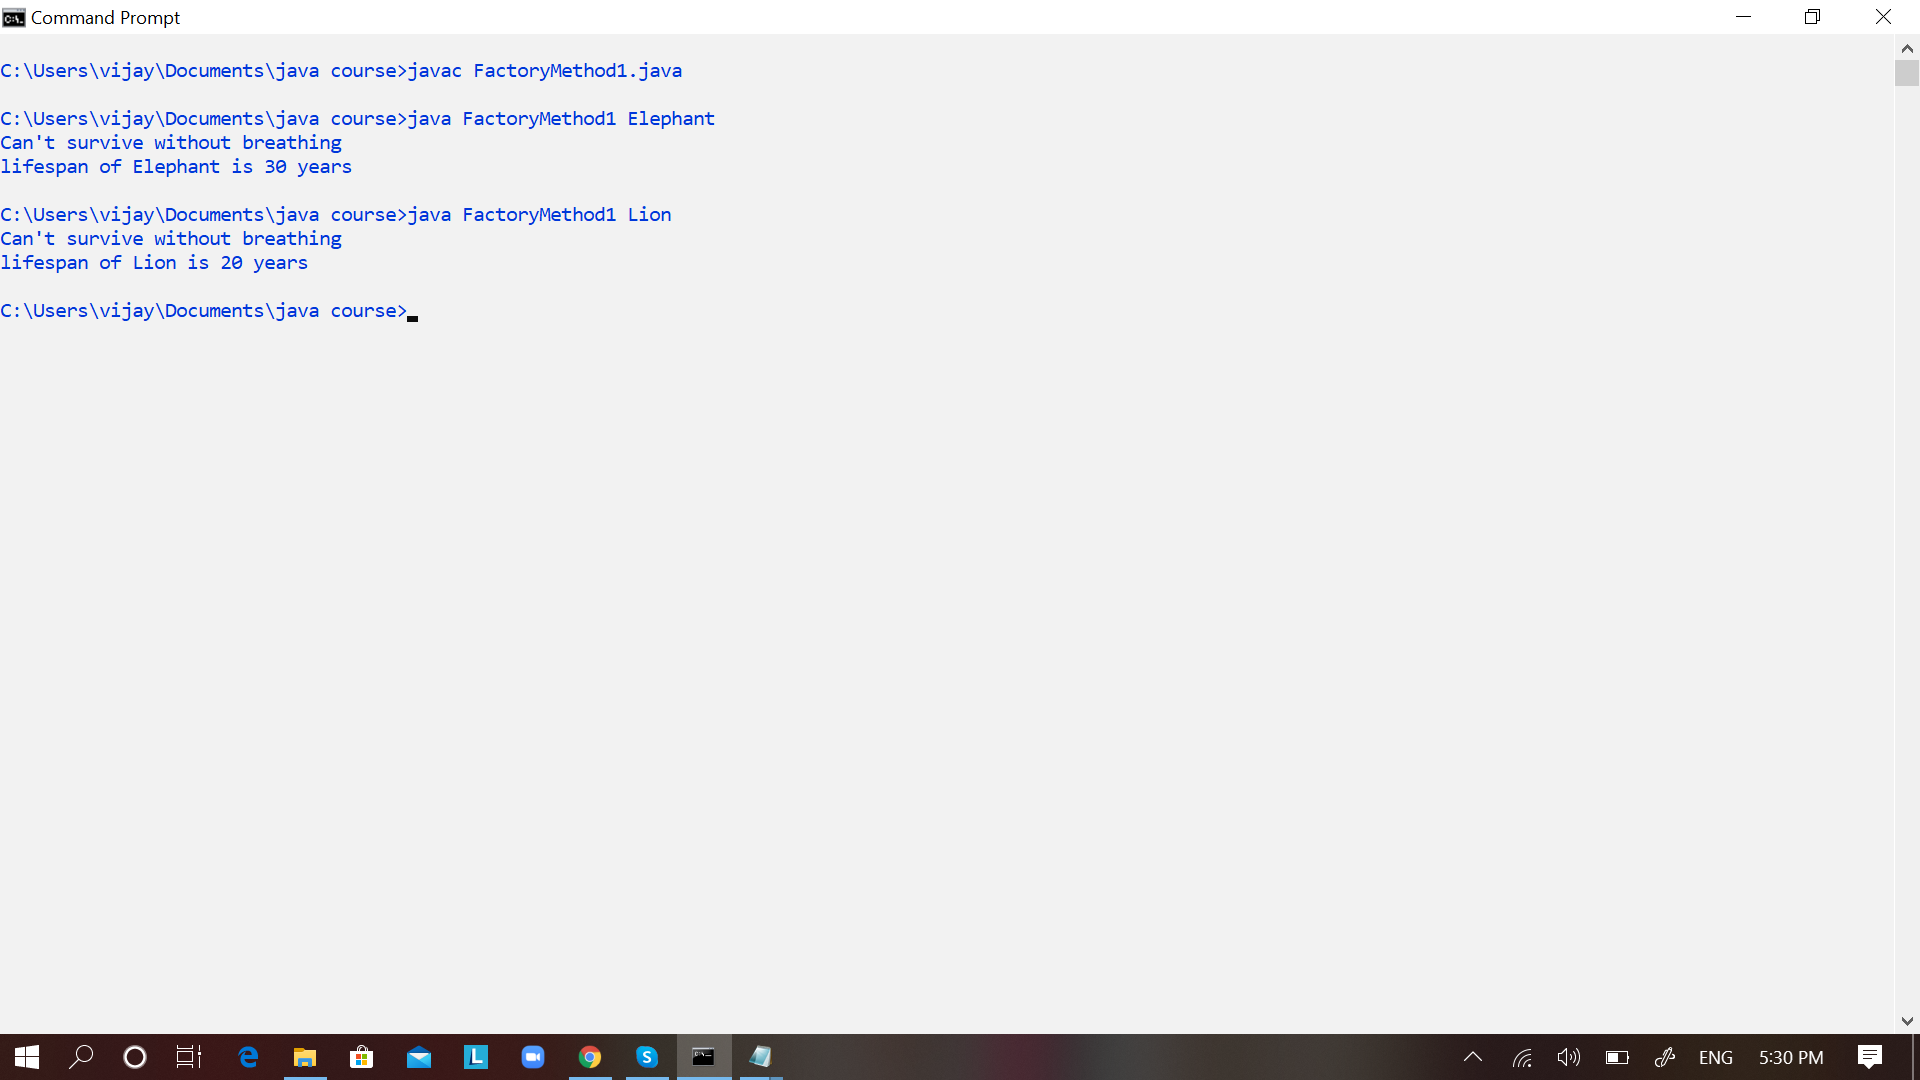 Command Prompt
C:\Users\vijay\Documents\java course>javac FactoryMethod1.java
C:\Users\vijay\Documents\java course>java FactoryMethod1 Elephant
Can't survive without breathing
lifespan of Elephant is 30 years
C:\Users\vijay\Documents\java course>java FactoryMethod1 Lion
Can't survive without breathing
lifespan of Lion is 20 years
C:\Users\vijay\Documents\java course>
ENG 5:30 PM